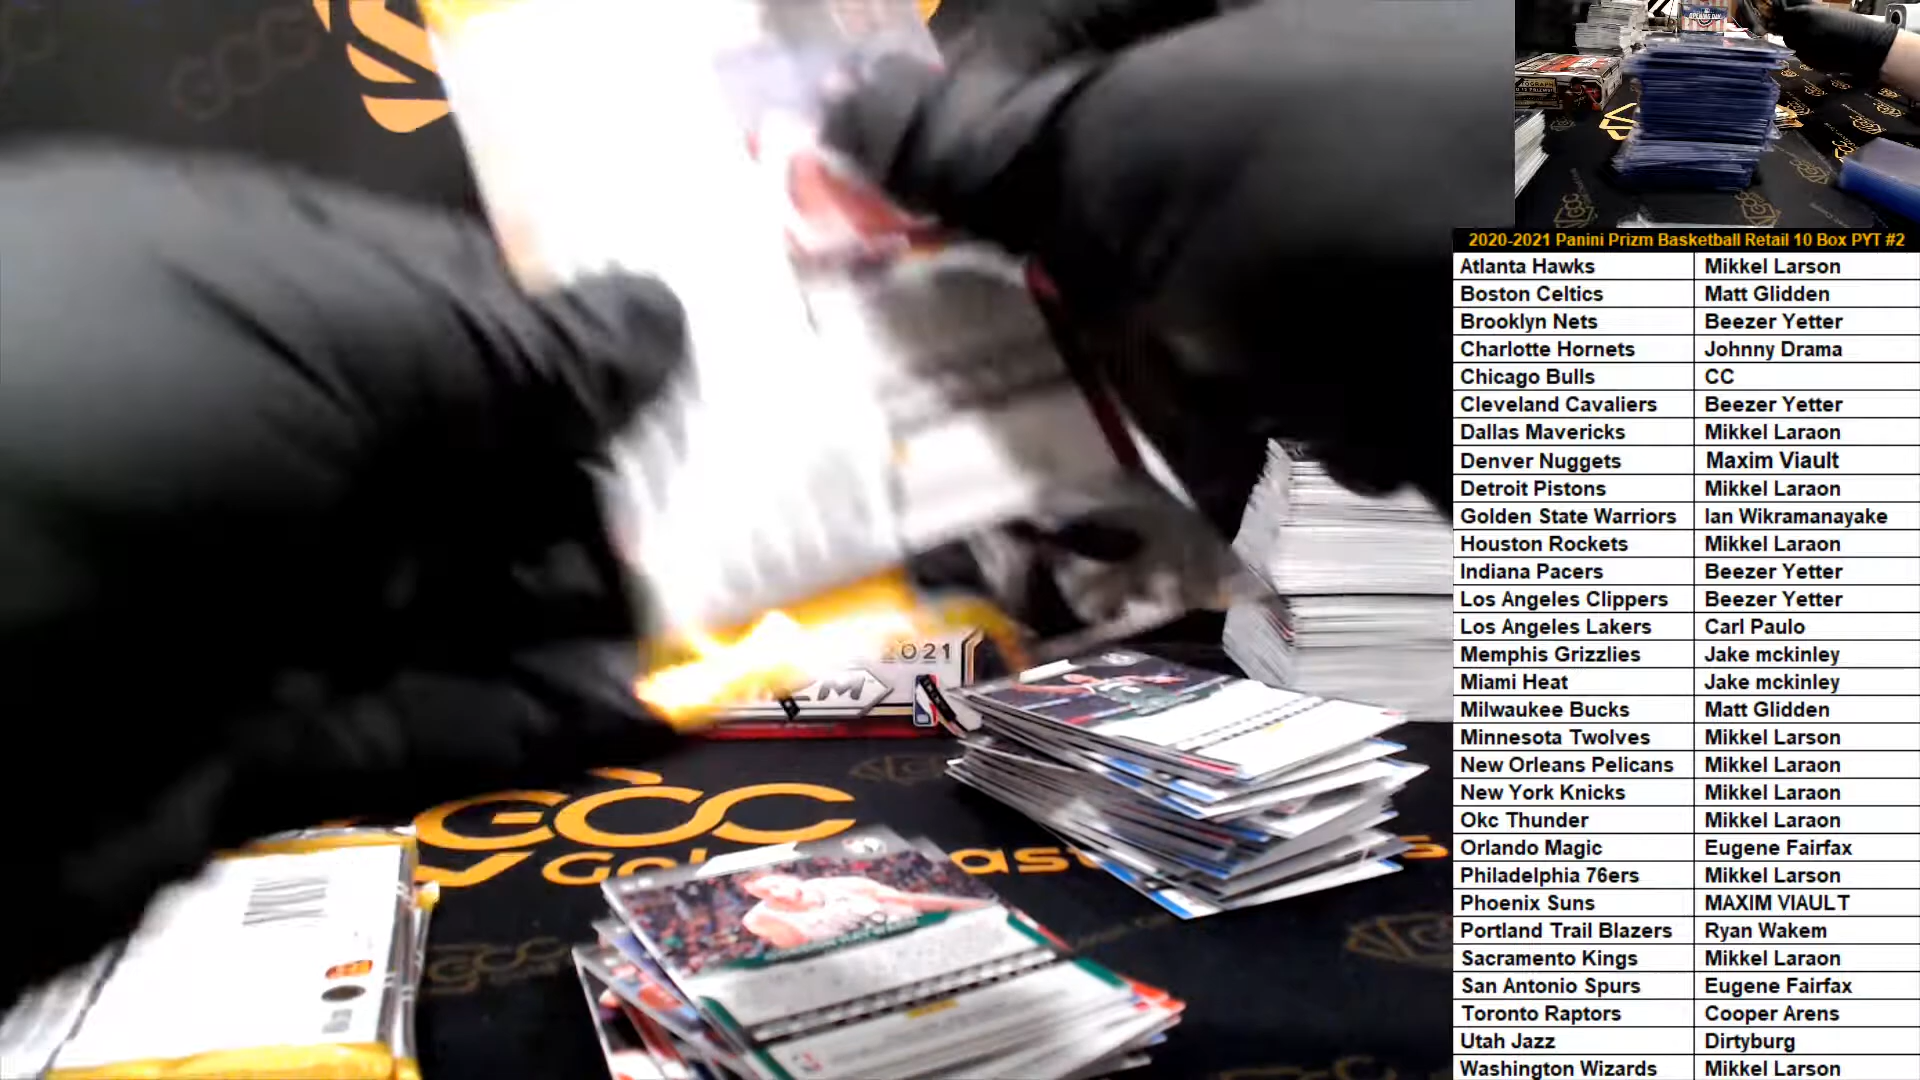 GCC
OPENING DAY
2020-2021 Panini Prizm Basketball Retail 10 Box PYT #2
Atlanta Hawks Mikkel Larson
Boston Celtics Matt Glidden
Brooklyn Nets Beezer Yetter
Charlotte Hornets Johnny Drama
Chicago Bulls CC
Cleveland Cavaliers Beezer Yetter
Dallas Mavericks Mikkel Laraon
Denver Nuggets Maxim Viault
Detroit Pistons Mikkel Laraon
Golden State Warriors Ian Wikramanayake
Houston Rockets Mikkel Laraon
Indiana Pacers Beezer Yetter
Los Angeles Clippers Beezer Yetter
Los Angeles Lakers Carl Paulo
Memphis Grizzlies Jake mckinley
Miami Heat Jake mckinley
Milwaukee Bucks Matt Glidden
Minnesota Twolves Mikkel Larson
New Orleans Pelicans Mikkel Laraon
New York Knicks Mikkel Laraon
Okc Thunder Mikkel Laraon
Orlando Magic Eugene Fairfax
Philadelphia 76ers Mikkel Larson
Phoenix Suns MAXIM VIAULT
Portland Trail Blazers Ryan Wakem
Sacramento Kings Mikkel Laraon
San Antonio Spurs Eugene Fairfax
Toronto Raptors Cooper Arens
Utah Jazz Dirtyburg
Washington Wizards Mikkel Larson
2021
GCC